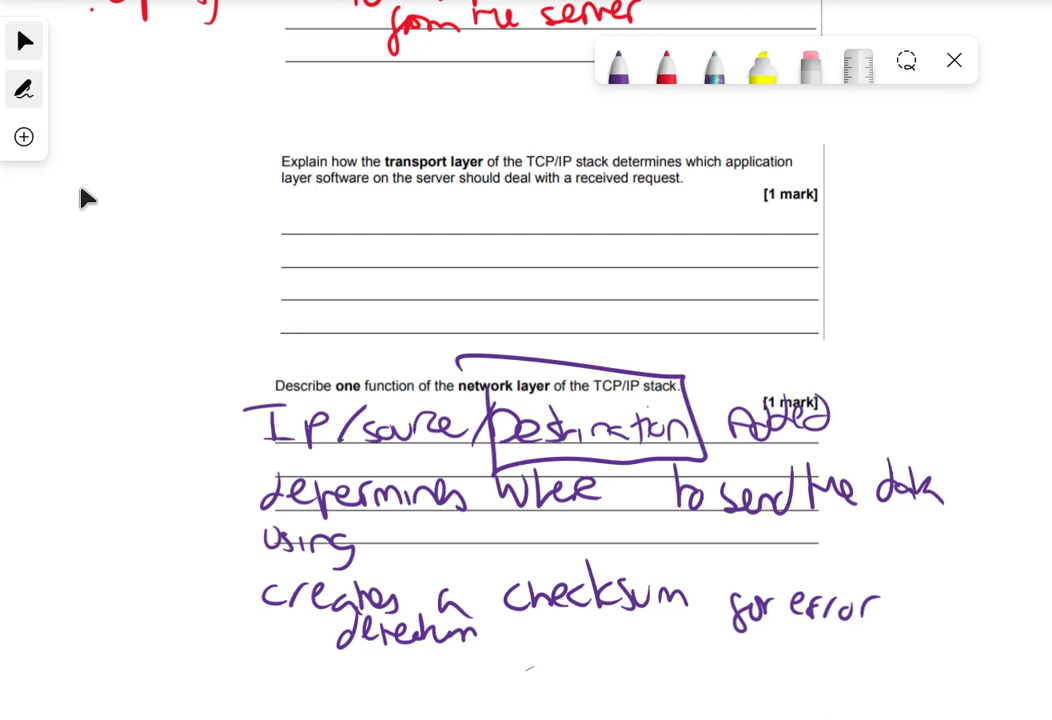 from the server
Explain how the transport layer of the TCP/IP stack determines which application
layer software on the server should deal with a received request.
[1 mark]
Describe one function of the network layer of the TCP/IP stack.
[1 mark]
IP/source/Destination Added
determines where to send the data
using
creates a checksum for error
detection